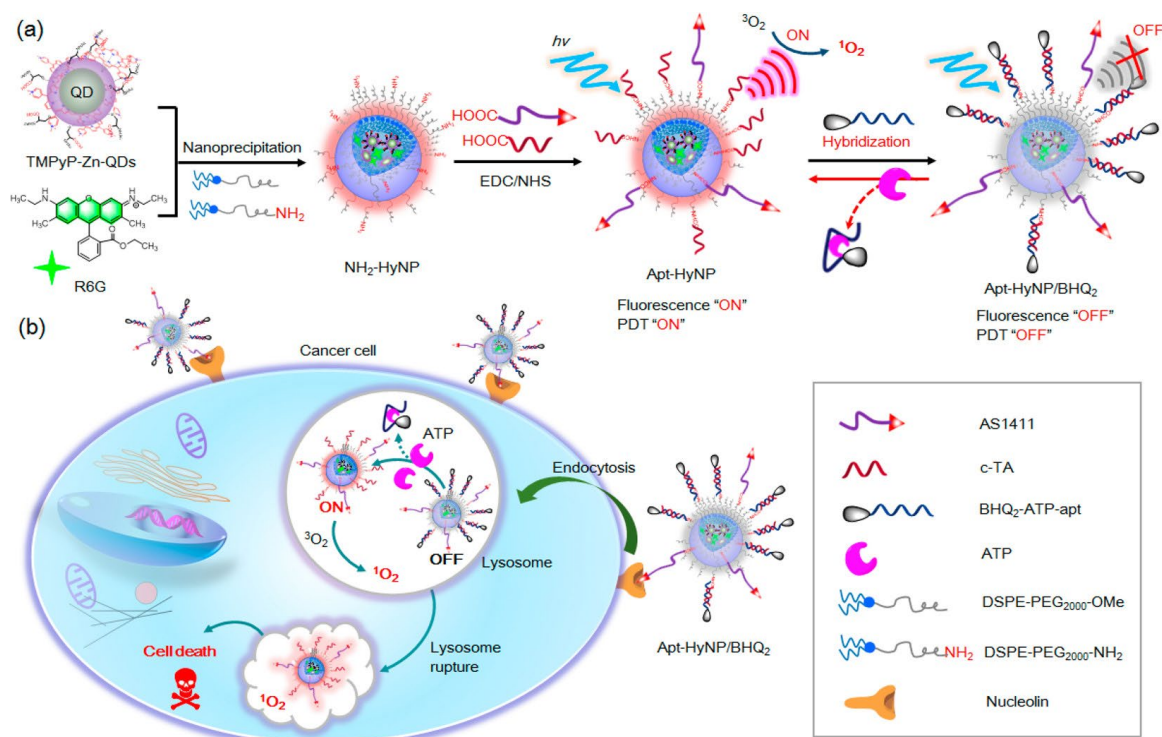 (a)
QD
TMPyP-Zn-QDs
R6G
Nanoprecipitation
NH2
NH₂-HyNP
HOOC
HOOC
EDC/NHS
hv
³O₂
ON
¹O₂
Apt-HyNP
Fluorescence “ON”
PDT “ON”
Hybridization
OFF
Apt-HyNP/BHQ₂
Fluorescence “OFF”
PDT “OFF”
(b)
Cancer cell
ATP
ON
OFF
³O₂
¹O₂
Lysosome
Endocytosis
Lysosome
rupture
Cell death
¹O₂
Apt-HyNP/BHQ₂
AS1411
c-TA
BHQ₂-ATP-apt
ATP
DSPE-PEG₂₀₀₀-OMe
NH₂
DSPE-PEG₂₀₀₀-NH₂
Nucleolin